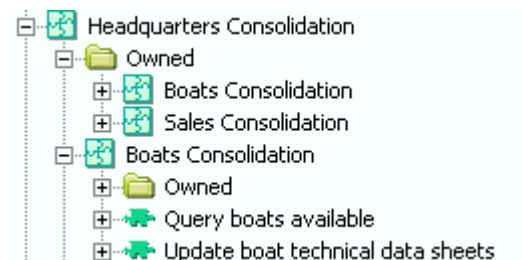 Headquarters Consolidation
Owned
Boats Consolidation
Sales Consolidation
Boats Consolidation
Owned
Query boats available
Update boat technical data sheets